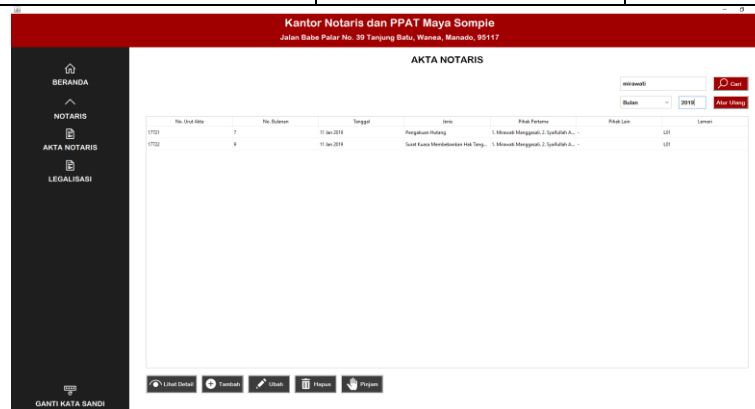 Kantor Notaris dan PPAT Maya Sompie
Jalan Babe Palar No. 39 Tanjung Batu, Wanea, Manado, 95117
BERANDA
NOTARIS
AKTA NOTARIS
LEGALISASI
GANTI KATA SANDI
AKTA NOTARIS
mirawati Cari
Bulan 2019 Atur Ulang
No. Urut Akta No. Bulanan Tanggal Jenis Pihak Pertama Pihak Lain Lemari
17721 7 11 Jan 2019 Pengakuan Hutang 1. Mirawati Manggasali. 2. Syaifullah A... - L01
17722 9 11 Jan 2019 Surat Kuasa Membebankan Hak Tang... 1. Mirawati Manggasali. 2. Syaifullah A... - L01
Lihat Detail Tambah Ubah Hapus Pinjam